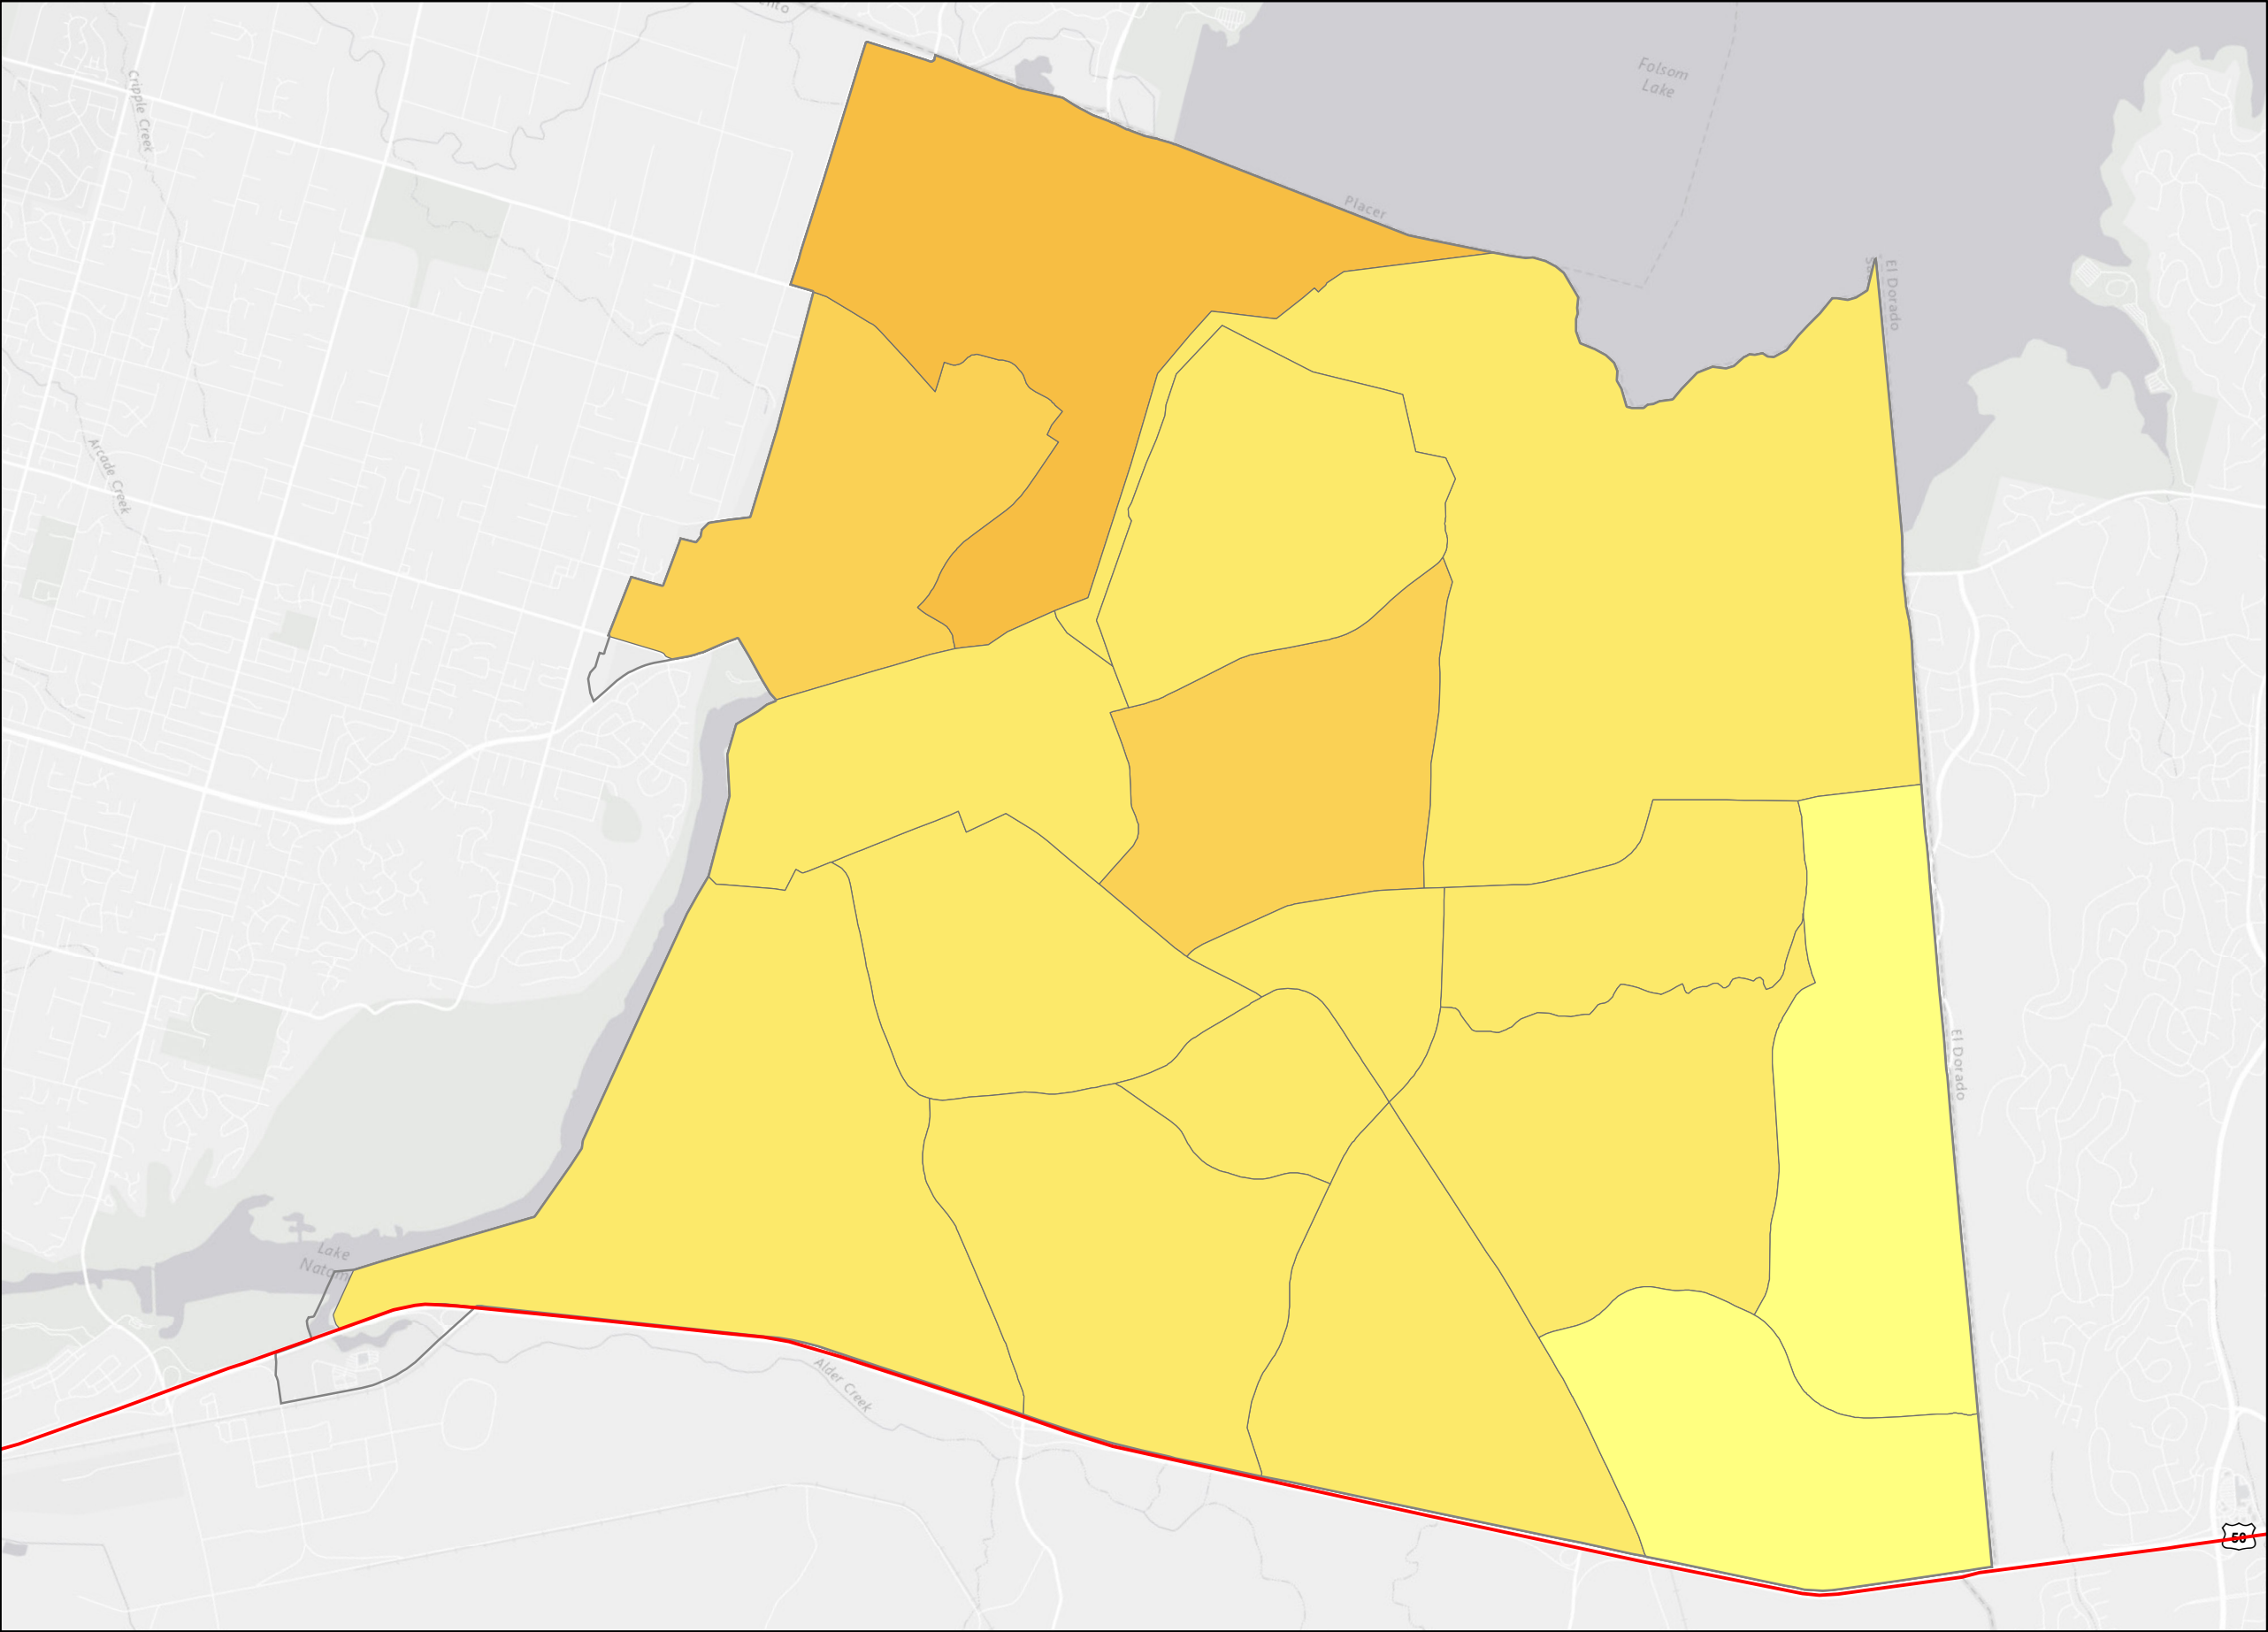 Folsom
Lake
Cripple Creek
Placer
El Dorado
Arcade Creek
El Dorado
Lake
Natom
Alder Creek
50